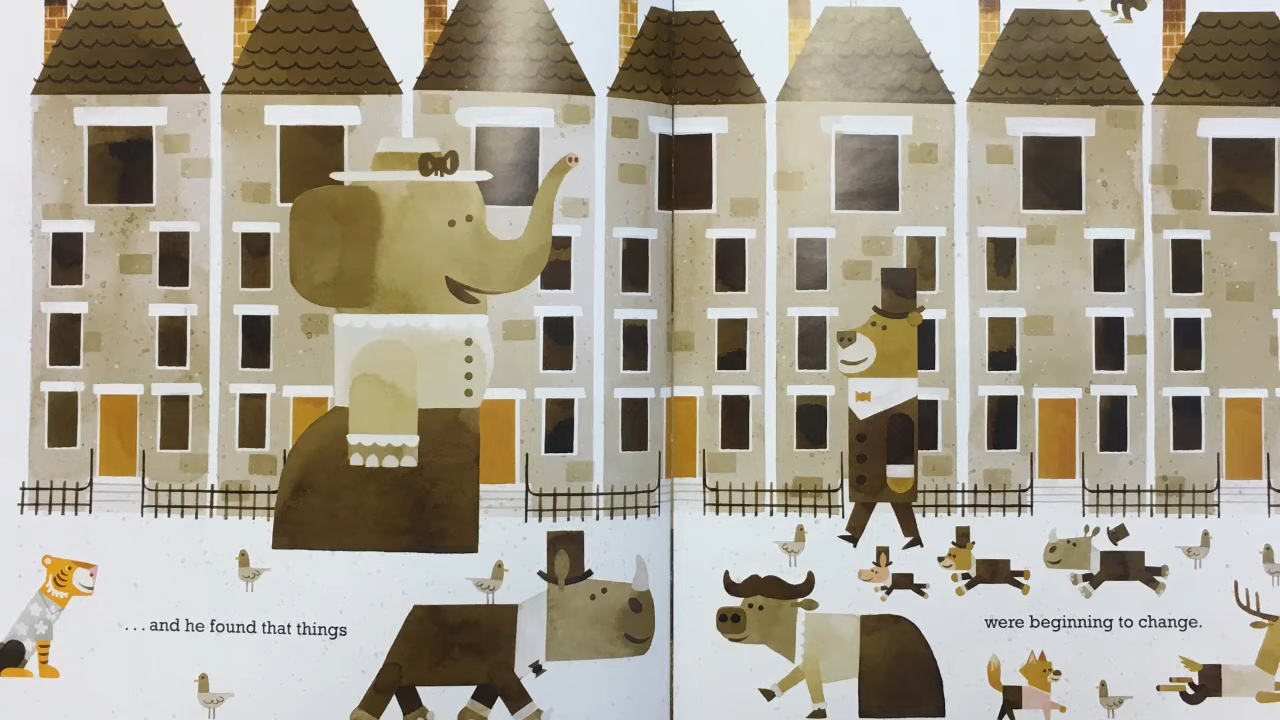 ...and he found that things
were beginning to change.